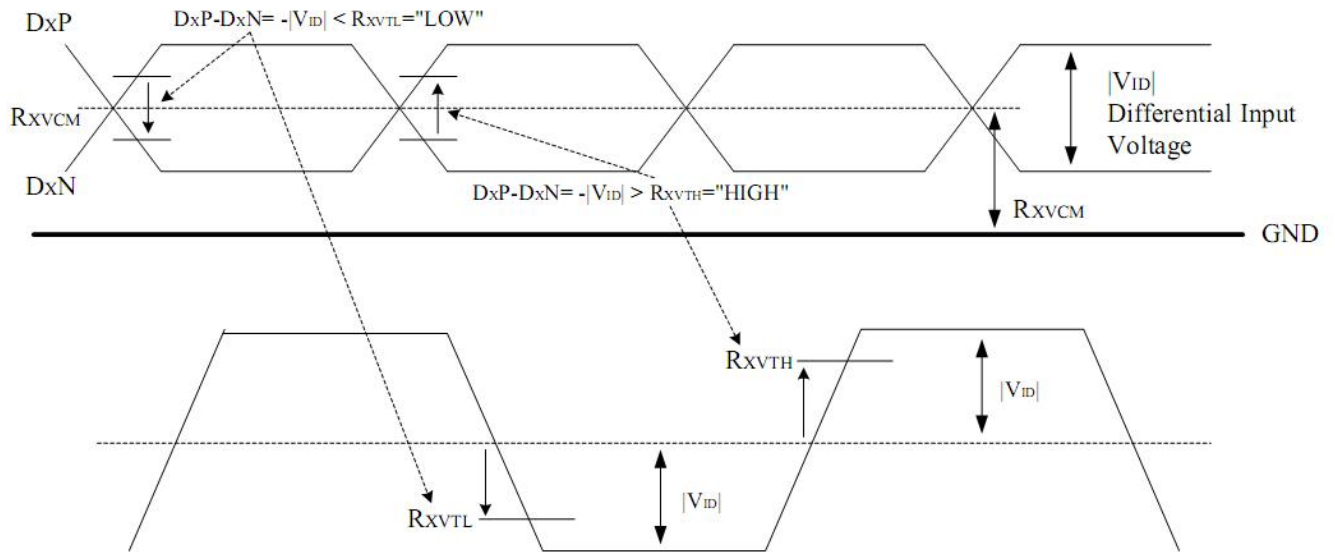 DxP
DxP-DxN= -|VID| < RXVTL="LOW"
RXVCM
|VID|
Differential Input
Voltage
DxN
DxP-DxN= -|VID| > RXVTH="HIGH"
RXVCM
GND
RXVTH
|VID|
|VID|
RXVTL